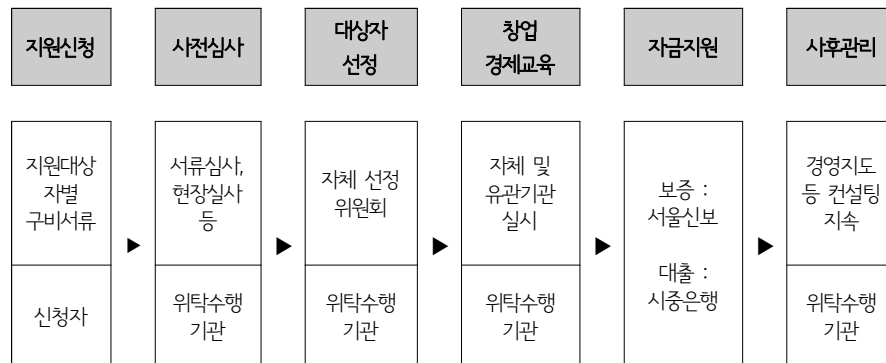 지원신청
사전심사
대상자
선정
창업
경제교육
자금지원
사후관리
지원대상
자별
구비서류
서류심사,
현장실사
등
자체 선정
위원회
자체 및
유관기관
실시
보증 :
서울신보
대출 :
시중은행
경영지도
등 컨설팅
지속
▶
▶
▶
▶
▶
신청자
위탁수행
기관
위탁수행
기관
위탁수행
기관
위탁수행
기관